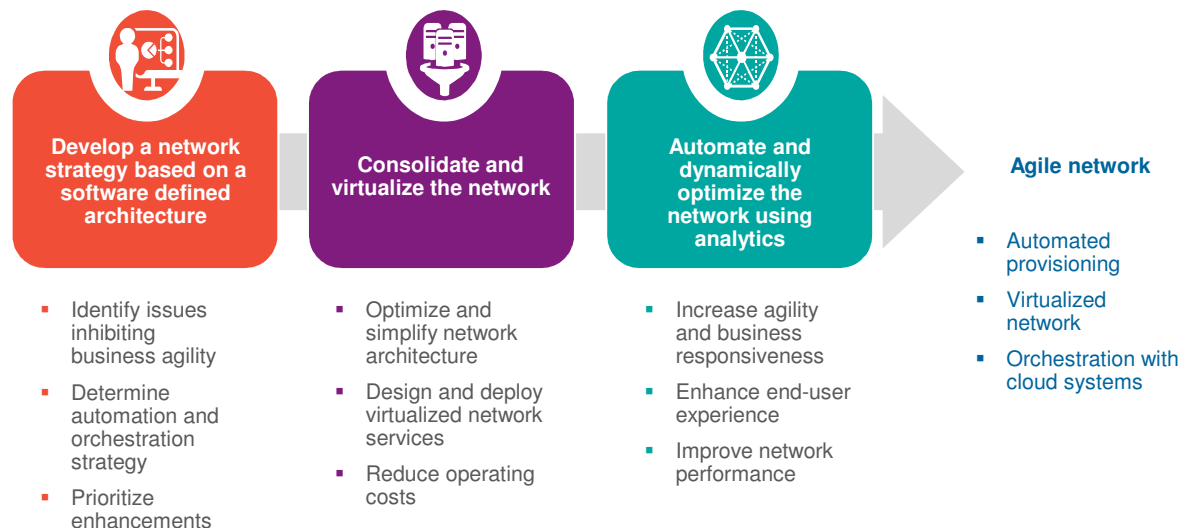 Develop a network
strategy based on a
software defined
architecture
Identify issues
inhibiting
business agility
Determine
automation and
orchestration
strategy
Prioritize
enhancements
Consolidate and
virtualize the network
Optimize and
simplify network
architecture
Design and deploy
virtualized network
services
Reduce operating
costs
Automate and
dynamically
optimize the
network using
analytics
Increase agility
and business
responsiveness
Enhance end-user
experience
Improve network
performance
Agile network
Automated
provisioning
Virtualized
network
Orchestration with
cloud systems